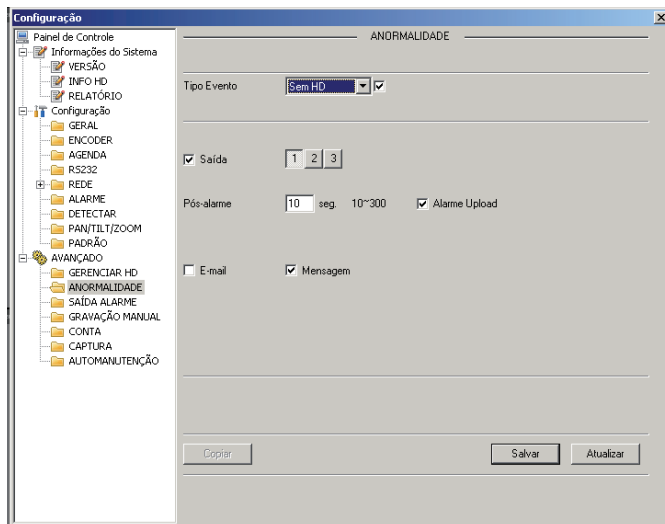 Configuração
Painel de Controle
Informações do Sistema
VERSÃO
INFO HD
RELATÓRIO
Configuração
GERAL
ENCODER
AGENDA
RS232
REDE
ALARME
DETECTAR
PAN/TILT/ZOOM
PADRÃO
AVANÇADO
GERENCIAR HD
ANORMALIDADE
SAÍDA ALARME
GRAVAÇÃO MANUAL
CONTA
CAPTURA
AUTOMANUTENÇÃO
ANORMALIDADE
Tipo Evento Sem HD
Saída 1 2 3
Pós-alarme 10 seg. 10~300 Alarme Upload
E-mail Mensagem
Copiar Salvar Atualizar